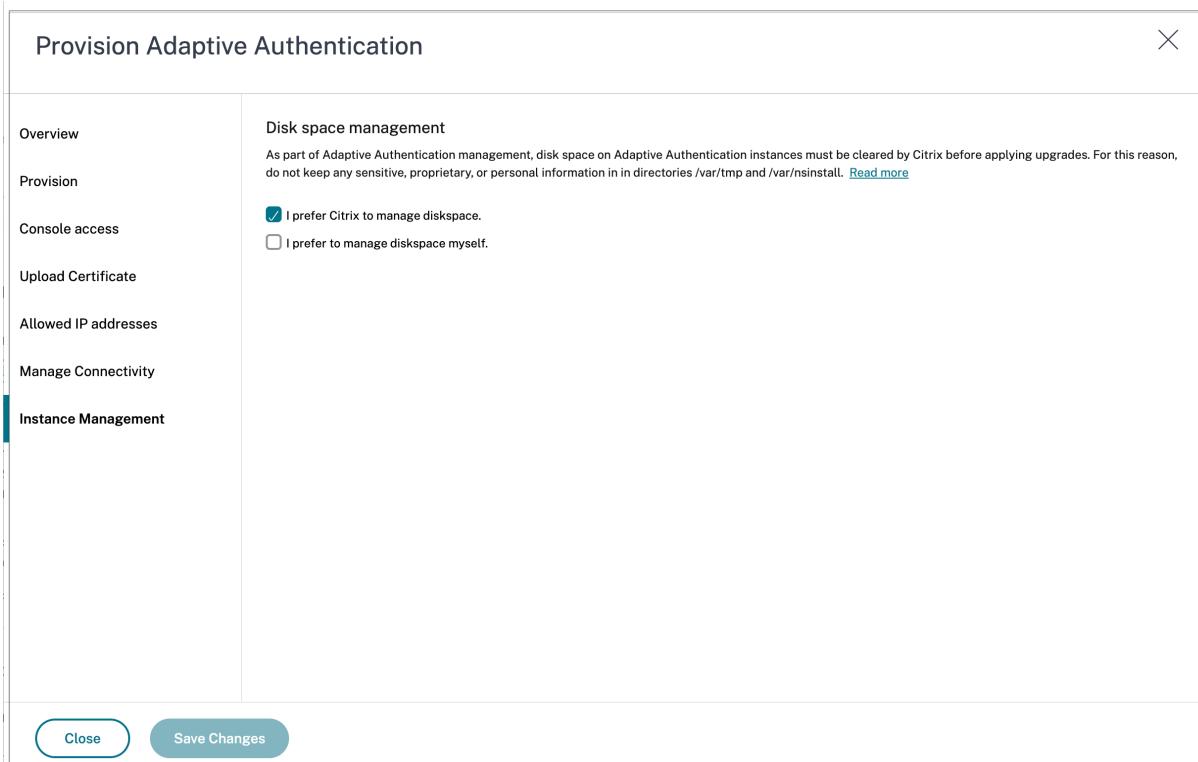 Provision Adaptive Authentication
Overview
Provision
Console access
Upload Certificate
Allowed IP addresses
Manage Connectivity
Instance Management
Disk space management
As part of Adaptive Authentication management, disk space on Adaptive Authentication instances must be cleared by Citrix before applying upgrades. For this reason,
do not keep any sensitive, proprietary, or personal information in in directories /var/tmp and /var/nsinstall. Read more
I prefer Citrix to manage diskspace.
I prefer to manage diskspace myself.
Close
Save Changes